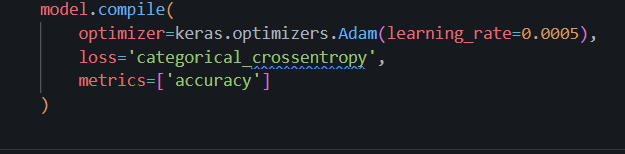 model.compile(
    optimizer=keras.optimizers.Adam(learning_rate=0.0005),
    loss='categorical_crossentropy',
    metrics=['accuracy']
)